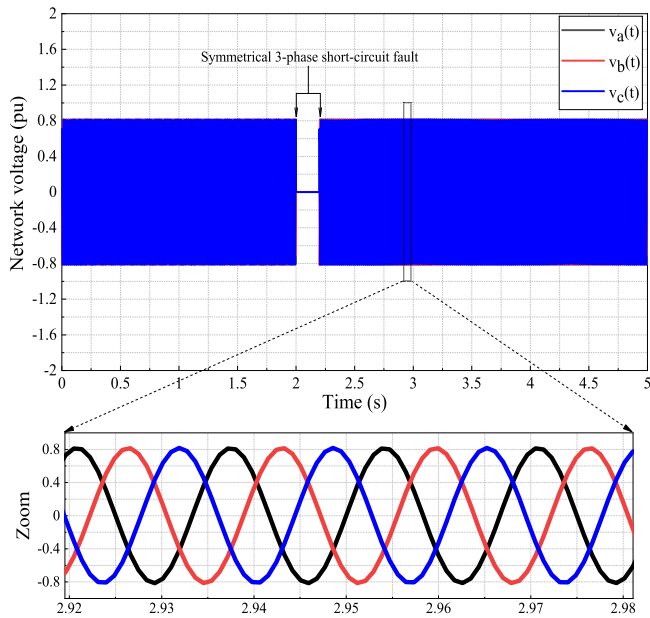 2
1.6
1.2
0.8
0.4
0
-0.4
-0.8
-1.2
-1.6
-2
Network voltage (pu)
Symmetrical 3-phase short-circuit fault
va(t)
vb(t)
vc(t)
0 0.5 1 1.5 2 2.5 3 3.5 4 4.5 5
Time (s)
0.8
0.4
0
-0.4
-0.8
Zoom
2.92 2.93 2.94 2.95 2.96 2.97 2.98